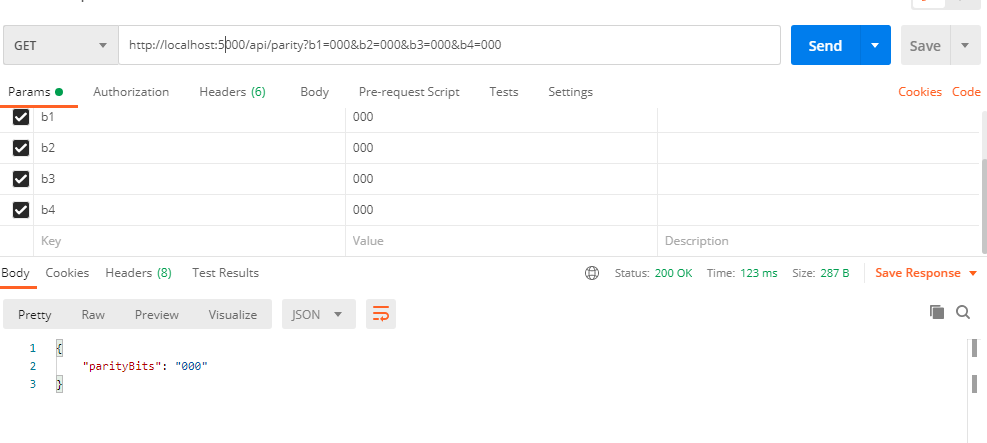 GET http://localhost:5000/api/parity?b1=000&b2=000&b3=000&b4=000 Send Save
Params Authorization Headers (6) Body Pre-request Script Tests Settings Cookies Code
b1 000
b2 000
b3 000
b4 000
Key Value Description
Body Cookies Headers (8) Test Results Status: 200 OK Time: 123 ms Size: 287 B Save Response
Pretty Raw Preview Visualize JSON
1 {
2 "parityBits": "000"
3 }